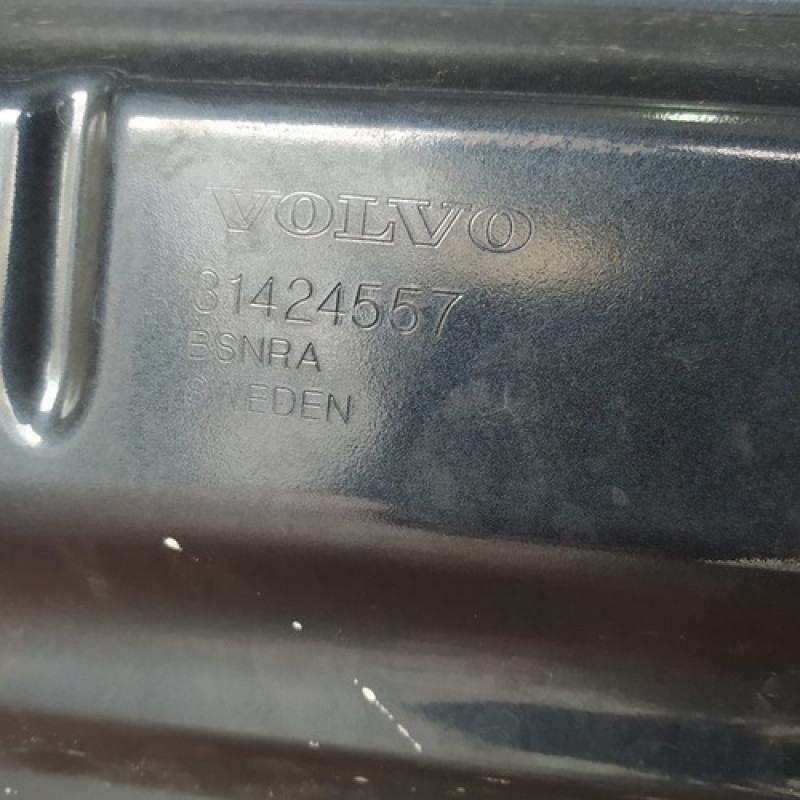 VOLVO
31424557
BSNRA
SWEDEN